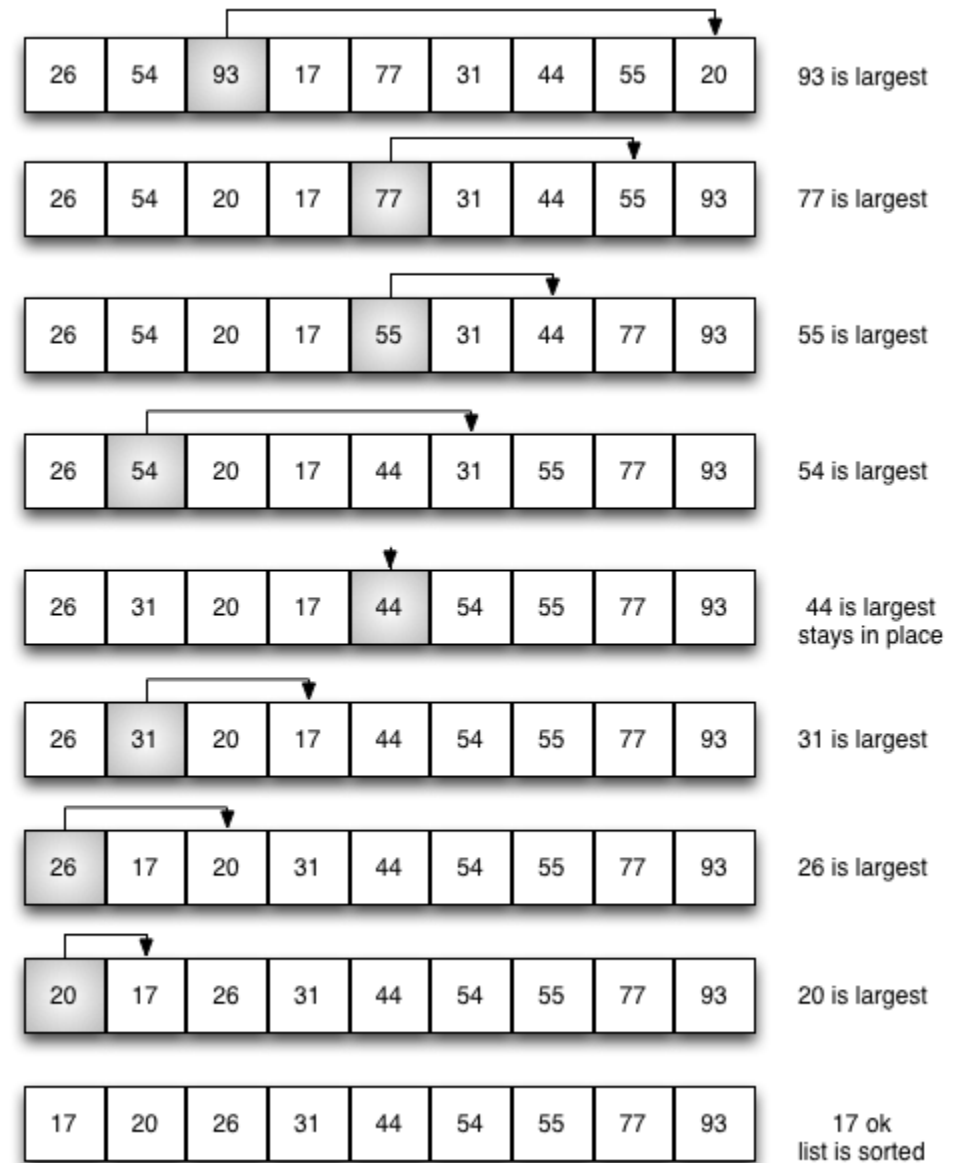 26 54 93 17 77 31 44 55 20 93 is largest
26 54 20 17 77 31 44 55 93 77 is largest
26 54 20 17 55 31 44 77 93 55 is largest
26 54 20 17 44 31 55 77 93 54 is largest
26 31 20 17 44 54 55 77 93 44 is largest
stays in place
26 31 20 17 44 54 55 77 93 31 is largest
26 17 20 31 44 54 55 77 93 26 is largest
20 17 26 31 44 54 55 77 93 20 is largest
17 20 26 31 44 54 55 77 93 17 ok
list is sorted